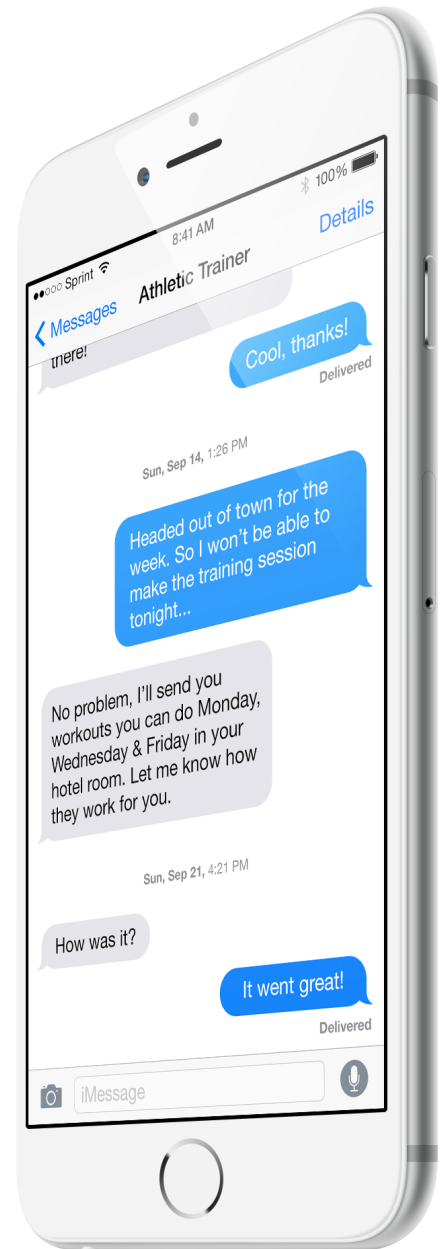 Sprint 8:41 AM 100%
Messages Athletic Trainer Details
there!
Cool, thanks!
Delivered
Sun, Sep 14, 1:26 PM
Headed out of town for the
week. So I won't be able to
make the training session
tonight...
No problem, I'll send you
workouts you can do Monday,
Wednesday & Friday in your
hotel room. Let me know how
they work for you.
Sun, Sep 21, 4:21 PM
How was it?
It went great!
Delivered
iMessage